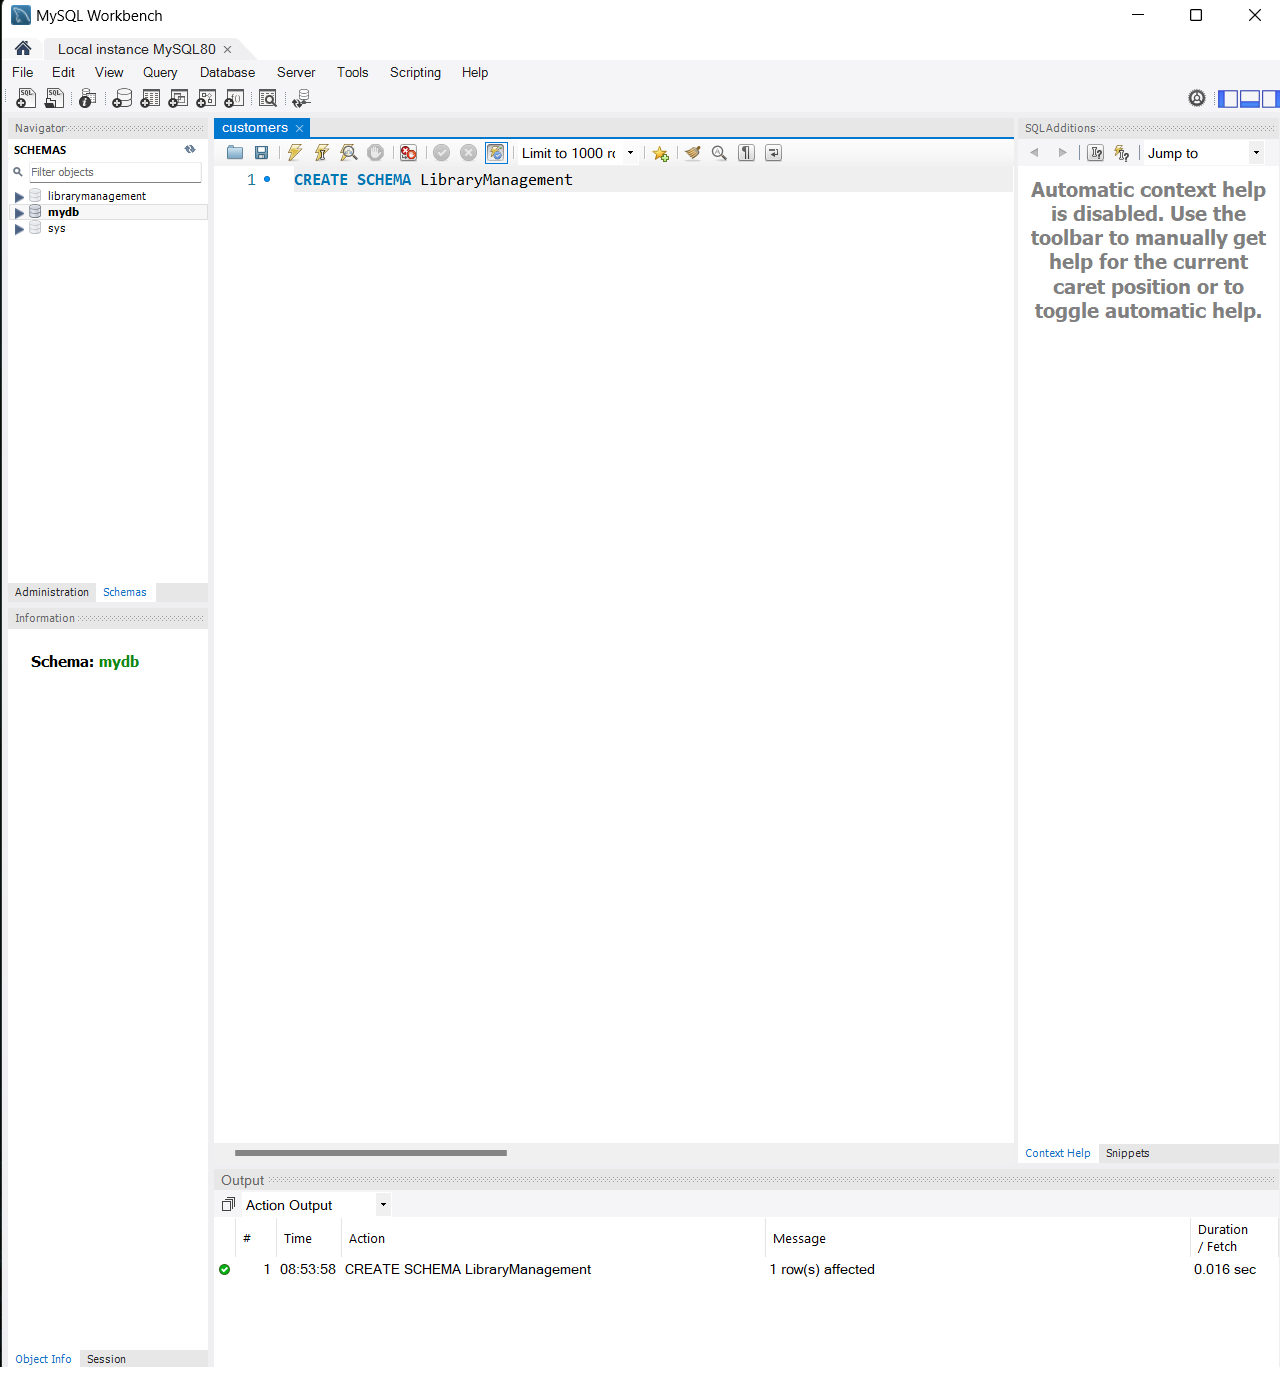 MySQL Workbench
Local instance MySQL80
File Edit View Query Database Server Tools Scripting Help
Navigator
SCHEMAS
Filter objects
librarymanagement
mydb
sys
Administration Schemas
Information
Schema: mydb
Object Info Session
customers
Limit to 1000 r
1 CREATE SCHEMA LibraryManagement
SQLAdditions
Jump to
Automatic context help
is disabled. Use the
toolbar to manually get
help for the current
caret position or to
toggle automatic help.
Context Help Snippets
Output
Action Output
# Time Action Message Duration / Fetch
1 08:53:58 CREATE SCHEMA LibraryManagement 1 row(s) affected 0.016 sec